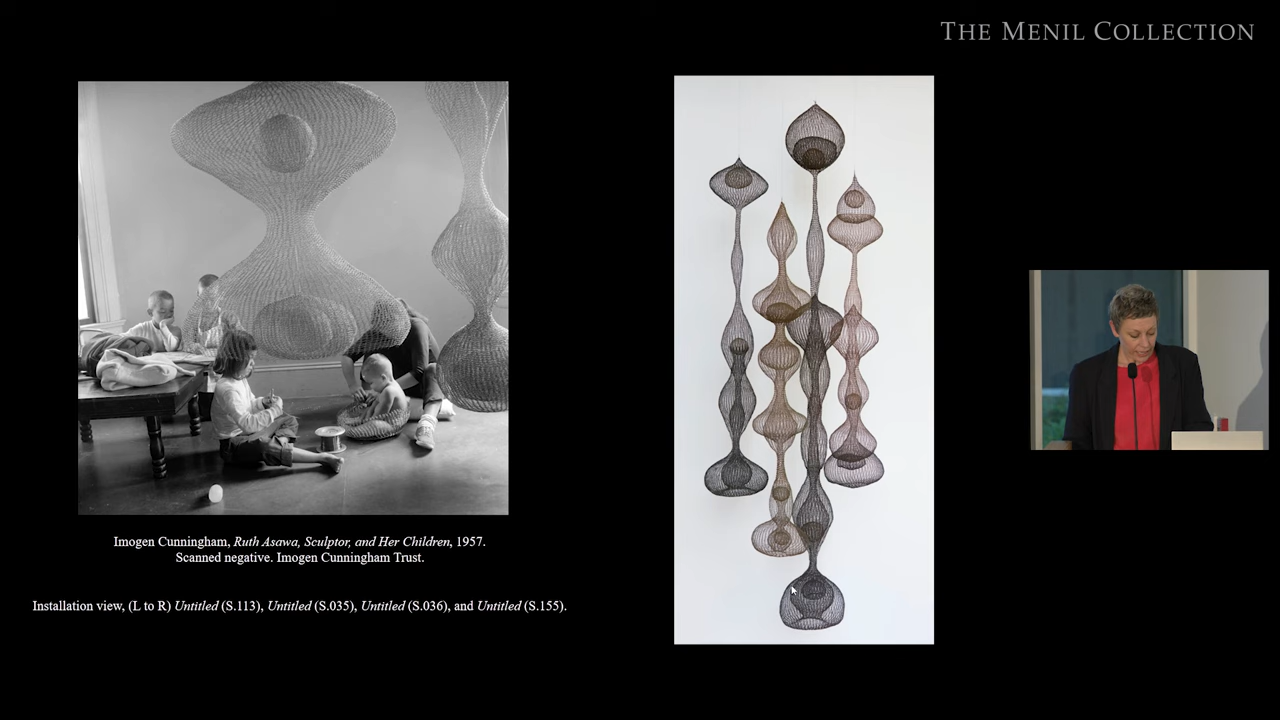 THE MENIL COLLECTION
Imogen Cunningham, Ruth Asawa, Sculptor, and Her Children, 1957.
Scanned negative. Imogen Cunningham Trust.
Installation view, (L to R) Untitled (S.113), Untitled (S.035), Untitled (S.036), and Untitled (S.155).